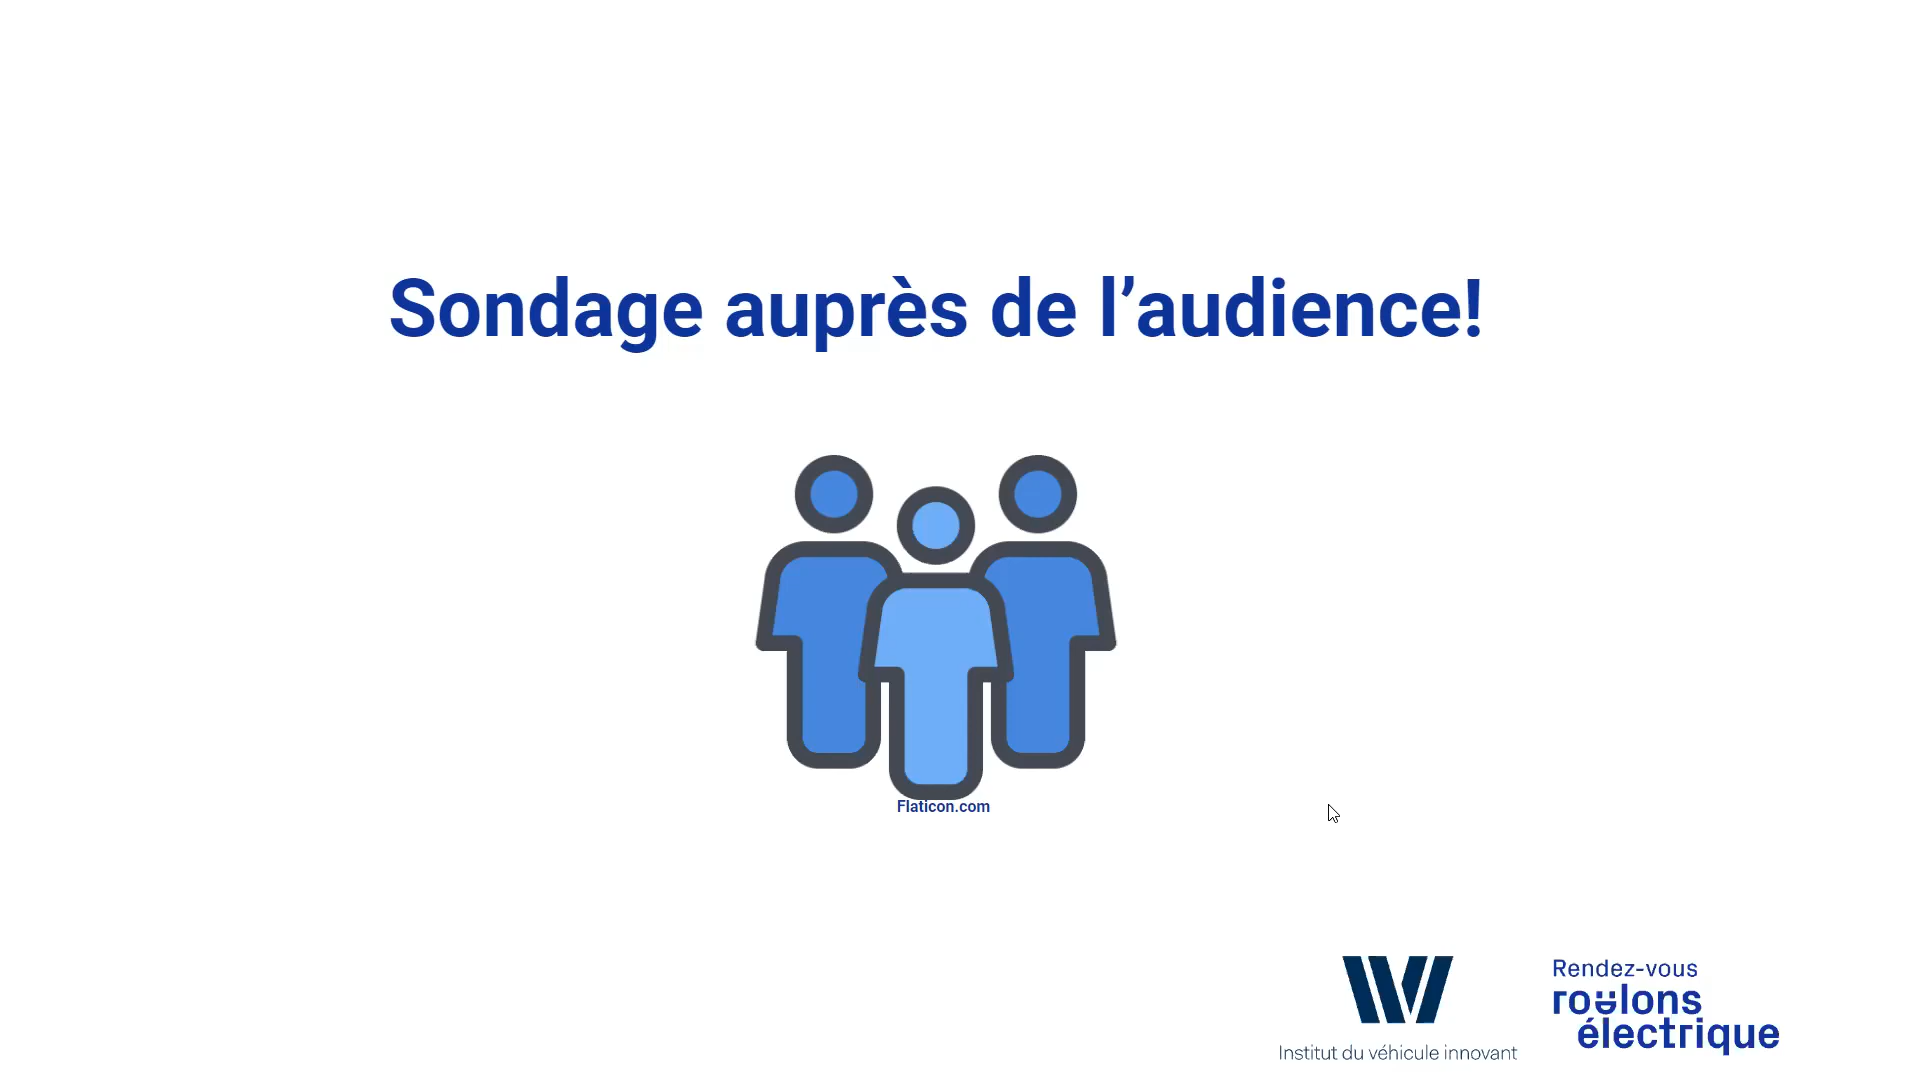 Sondage auprès de l’audience!
Flaticon.com
Institut du véhicule innovant
Rendez-vous
roulons
électrique